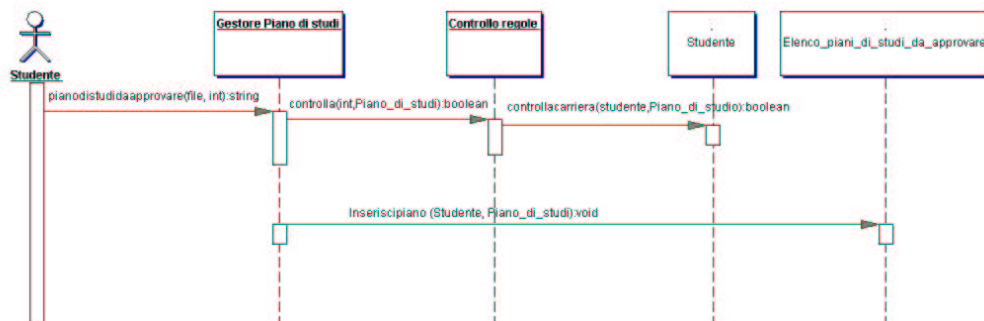 Gestore Piano di studi
Controllo regole
:
Studente
:
Elenco_piani_di_studi_da_approvare
Studente
pianodistudidaapprovare(file, int):string
controlla(int,Piano_di_studi):boolean
controllacarriera(studente,Piano_di_studio):boolean
Inseriscipiano (Studente, Piano_di_studi):void